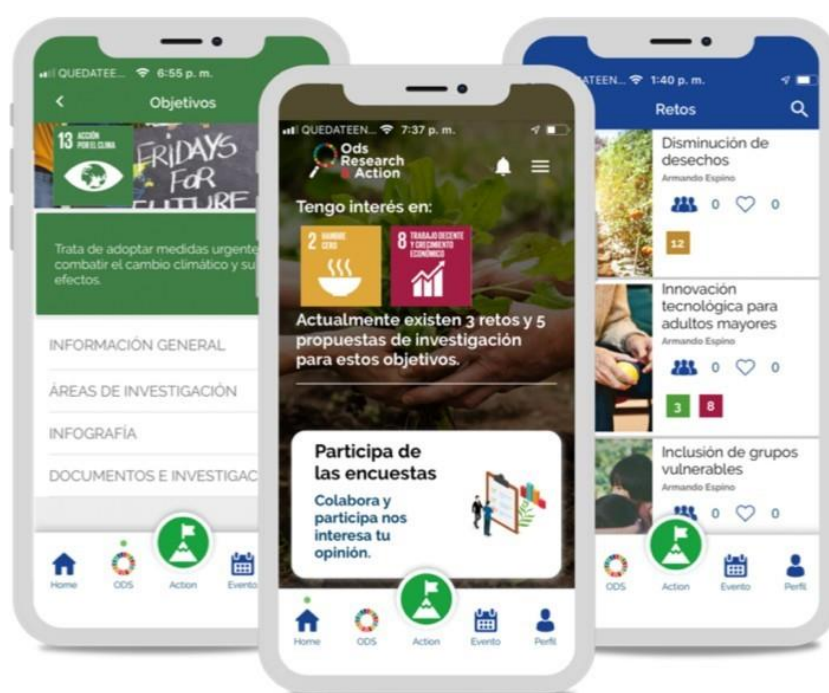 QUEDATEE...
6:55 p. m.
Objetivos
13 ACCIÓN
POR EL CLIMA
FRIDAYS
FOR
FUTURE
Trata de adoptar medidas urgente
combatir el cambio climático y su
efectos.
INFORMACIÓN GENERAL
ÁREAS DE INVESTIGACIÓN
INFOGRAFÍA
DOCUMENTOS E INVESTIGAC
Home
ODS
Action
Evento
QUEDATEEN...
7:37 p. m.
Ods
Research
& Action
Tengo interés en:
2 HAMBRE
CERO
8 TRABAJO DECENTE
Y CRECIMIENTO
ECONÓMICO
Actualmente existen 3 retos y 5
propuestas de investigación
para estos objetivos.
Participa de
las encuestas
Colabora y
participa nos
interesa tu
opinión.
Home
ODS
Action
Evento
Perfil
ATEEN...
1:40 p. m.
Retos
Disminución de
desechos
Armando Espino
0
0
12
Innovación
tecnológica para
adultos mayores
Armando Espino
0
0
3
8
Inclusión de grupos
vulnerables
Armando Espino
0
0
ODS
Action
Evento
Perfil